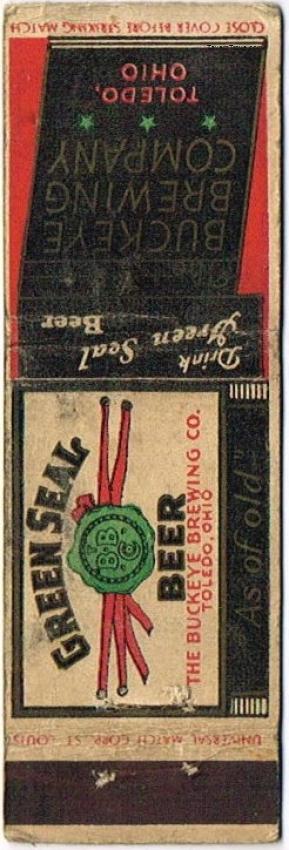 CLOSE COVER BEFORE STRIKING MATCH
TOLEDO,
OHIO
BUCKEYE
BREWING
COMPANY
Drink
Green Seal
Beer
GREEN SEAL
B.B.Co
BEER
THE BUCKEYE BREWING CO.
TOLEDO, OHIO
"As of old"
UNIVERSAL MATCH CORP. ST. LOUIS